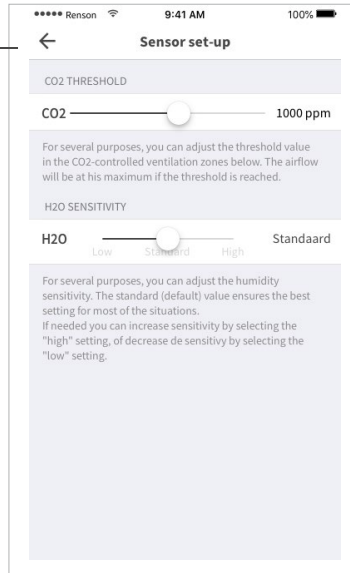 Renson 9:41 AM 100%
Sensor set-up
CO2 THRESHOLD
CO2 1000 ppm
For several purposes, you can adjust the threshold value
in the CO2-controlled ventilation zones below. The airflow
will be at his maximum if the threshold is reached.
H2O SENSITIVITY
H2O Standaard
Low Standard High
For several purposes, you can adjust the humidity
sensitivity. The standard (default) value ensures the best
setting for most of the situations.
If needed you can increase sensitivity by selecting the
"high" setting, of decrease de sensitivy by selecting the
"low" setting.